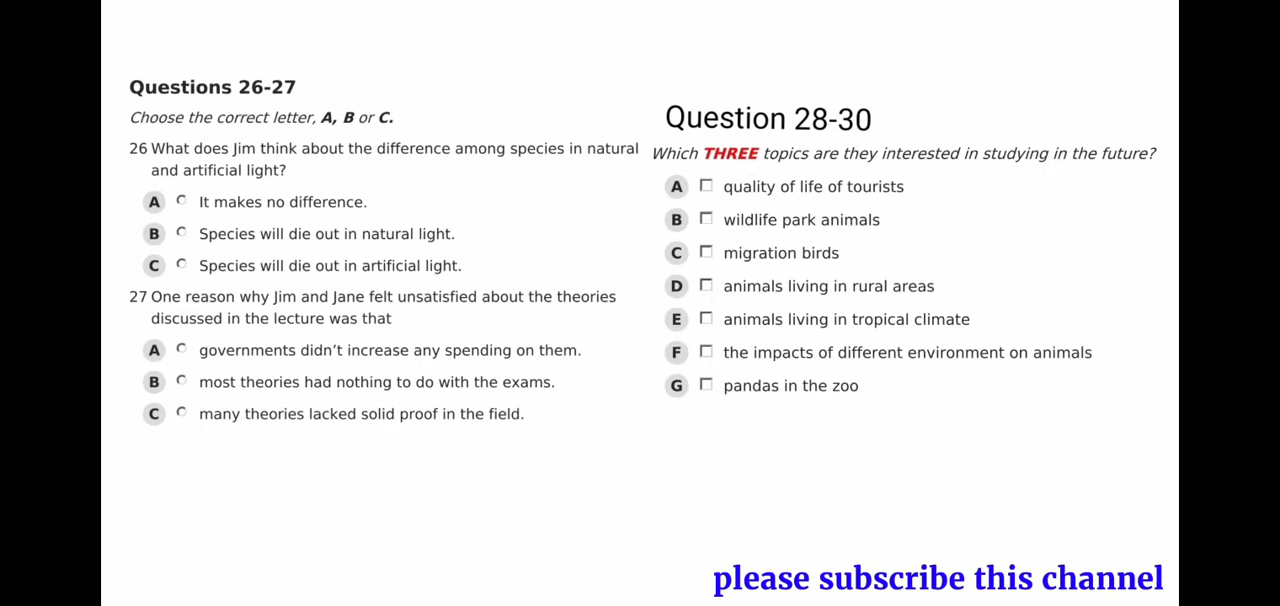 Questions 26-27
Choose the correct letter, A, B or C.
26 What does Jim think about the difference among species in natural
and artificial light?
A It makes no difference.
B Species will die out in natural light.
C Species will die out in artificial light.
27 One reason why Jim and Jane felt unsatisfied about the theories
discussed in the lecture was that
A governments didn't increase any spending on them.
B most theories had nothing to do with the exams.
C many theories lacked solid proof in the field.
Question 28-30
Which THREE topics are they interested in studying in the future?
A quality of life of tourists
B wildlife park animals
C migration birds
D animals living in rural areas
E animals living in tropical climate
F the impacts of different environment on animals
G pandas in the zoo
please subscribe this channel